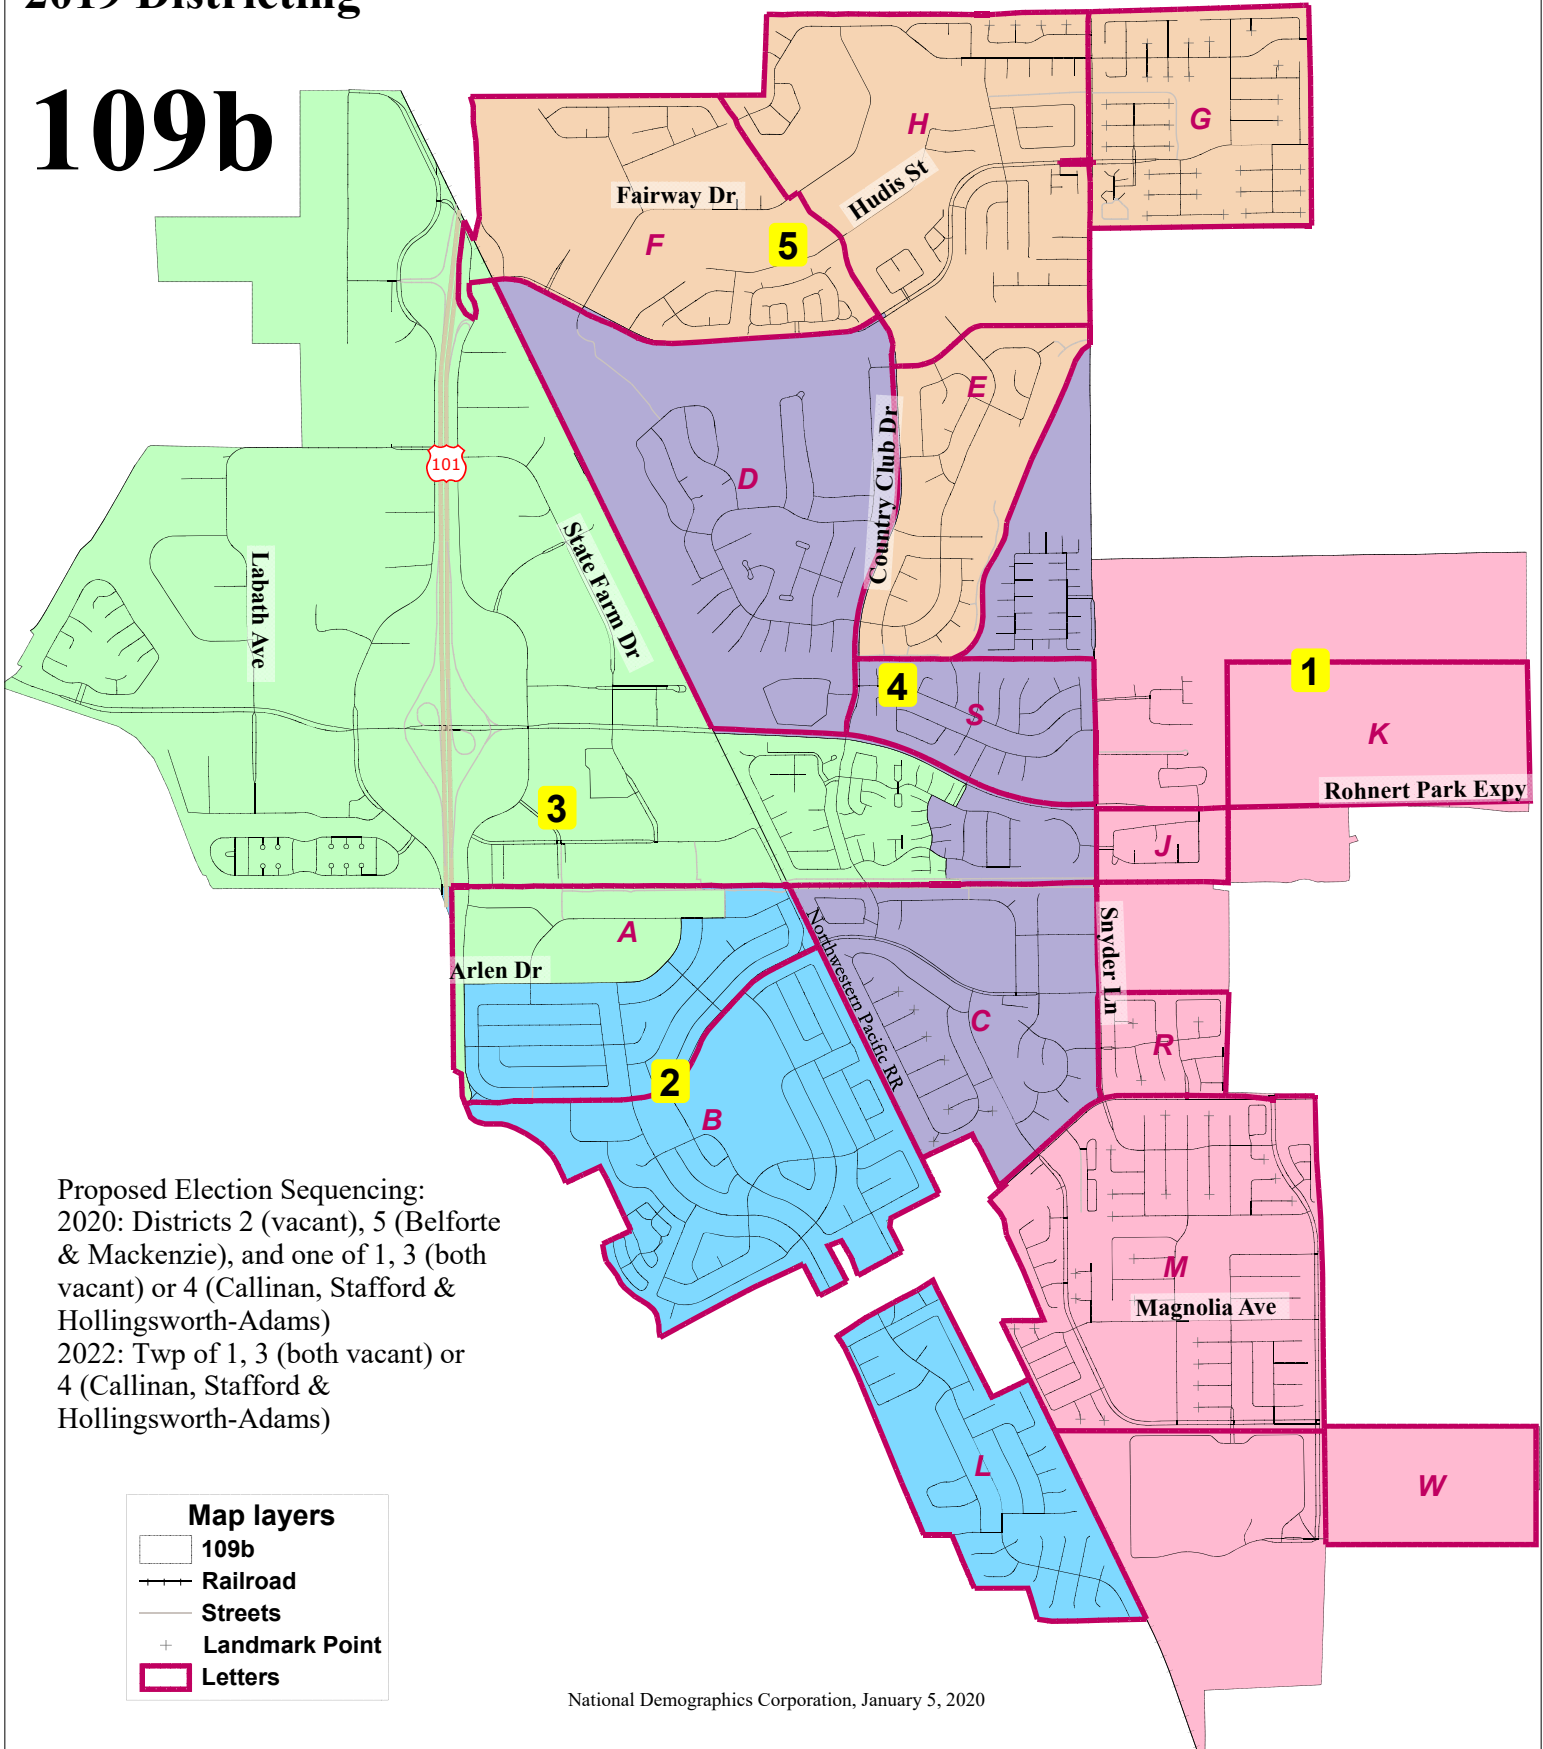 2019 Districting
109b
H
G
Fairway Dr
Hudis St
F
5
E
101
D
Country Club Dr
State Farm Dr
Labath Ave
1
4
S
K
Rohnert Park Expy
3
J
A
Northwestern Pacific RR
Snyder Ln
Arlen Dr
C
R
2
B
Proposed Election Sequencing:
2020: Districts 2 (vacant), 5 (Belforte
& Mackenzie), and one of 1, 3 (both
vacant) or 4 (Callinan, Stafford &
Hollingsworth-Adams)
2022: Twp of 1, 3 (both vacant) or
4 (Callinan, Stafford &
Hollingsworth-Adams)
M
Magnolia Ave
L
W
Map layers
109b
Railroad
Streets
Landmark Point
Letters
National Demographics Corporation, January 5, 2020